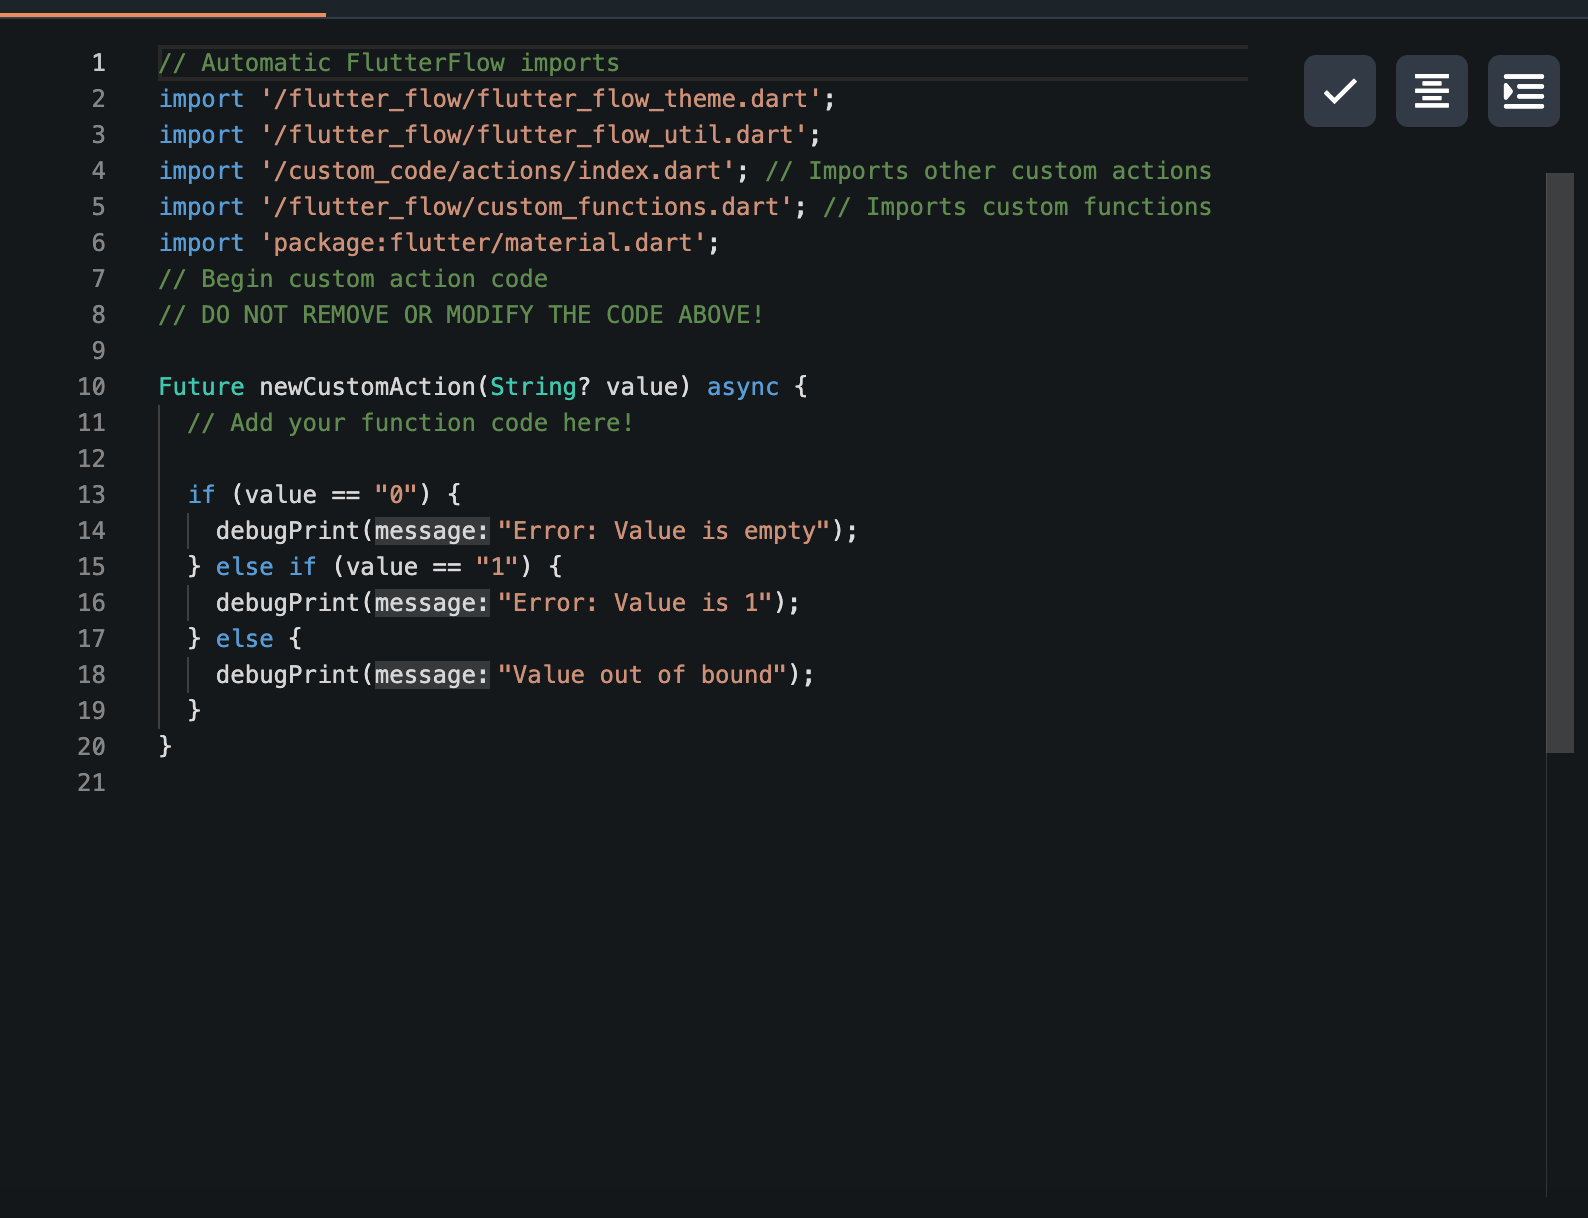 1 // Automatic FlutterFlow imports
2 import '/flutter_flow/flutter_flow_theme.dart';
3 import '/flutter_flow/flutter_flow_util.dart';
4 import '/custom_code/actions/index.dart'; // Imports other custom actions
5 import '/flutter_flow/custom_functions.dart'; // Imports custom functions
6 import 'package:flutter/material.dart';
7 // Begin custom action code
8 // DO NOT REMOVE OR MODIFY THE CODE ABOVE!
9
10 Future newCustomAction(String? value) async {
11   // Add your function code here!
12
13   if (value == "0") {
14     debugPrint(message: "Error: Value is empty");
15   } else if (value == "1") {
16     debugPrint(message: "Error: Value is 1");
17   } else {
18     debugPrint(message: "Value out of bound");
19   }
20 }
21